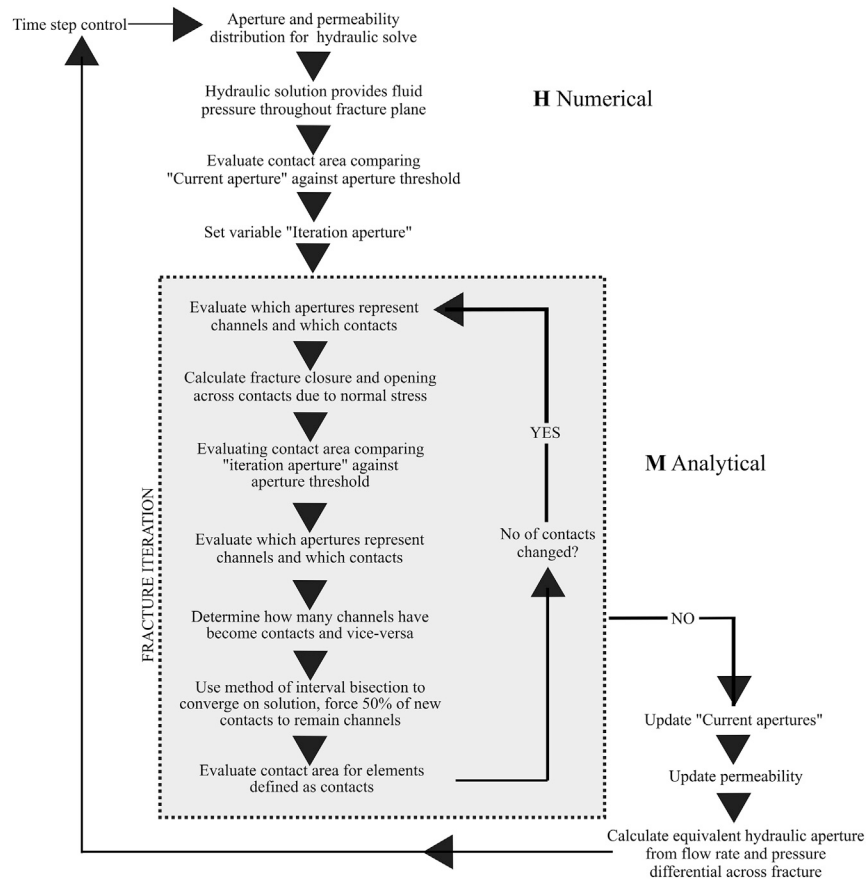 Time step control
Aperture and permeability
distribution for hydraulic solve
Hydraulic solution provides fluid
pressure throughout fracture plane
H Numerical
Evaluate contact area comparing
"Current aperture" against aperture threshold
Set variable "Iteration aperture"
FRACTURE ITERATION
Evaluate which apertures represent
channels and which contacts
Calculate fracture closure and opening
across contacts due to normal stress
Evaluating contact area comparing
"iteration aperture" against
aperture threshold
Evaluate which apertures represent
channels and which contacts
Determine how many channels have
become contacts and vice-versa
Use method of interval bisection to
converge on solution, force 50% of new
contacts to remain channels
Evaluate contact area for elements
defined as contacts
No of contacts
changed?
YES
M Analytical
NO
Update "Current apertures"
Update permeability
Calculate equivalent hydraulic aperture
from flow rate and pressure
differential across fracture